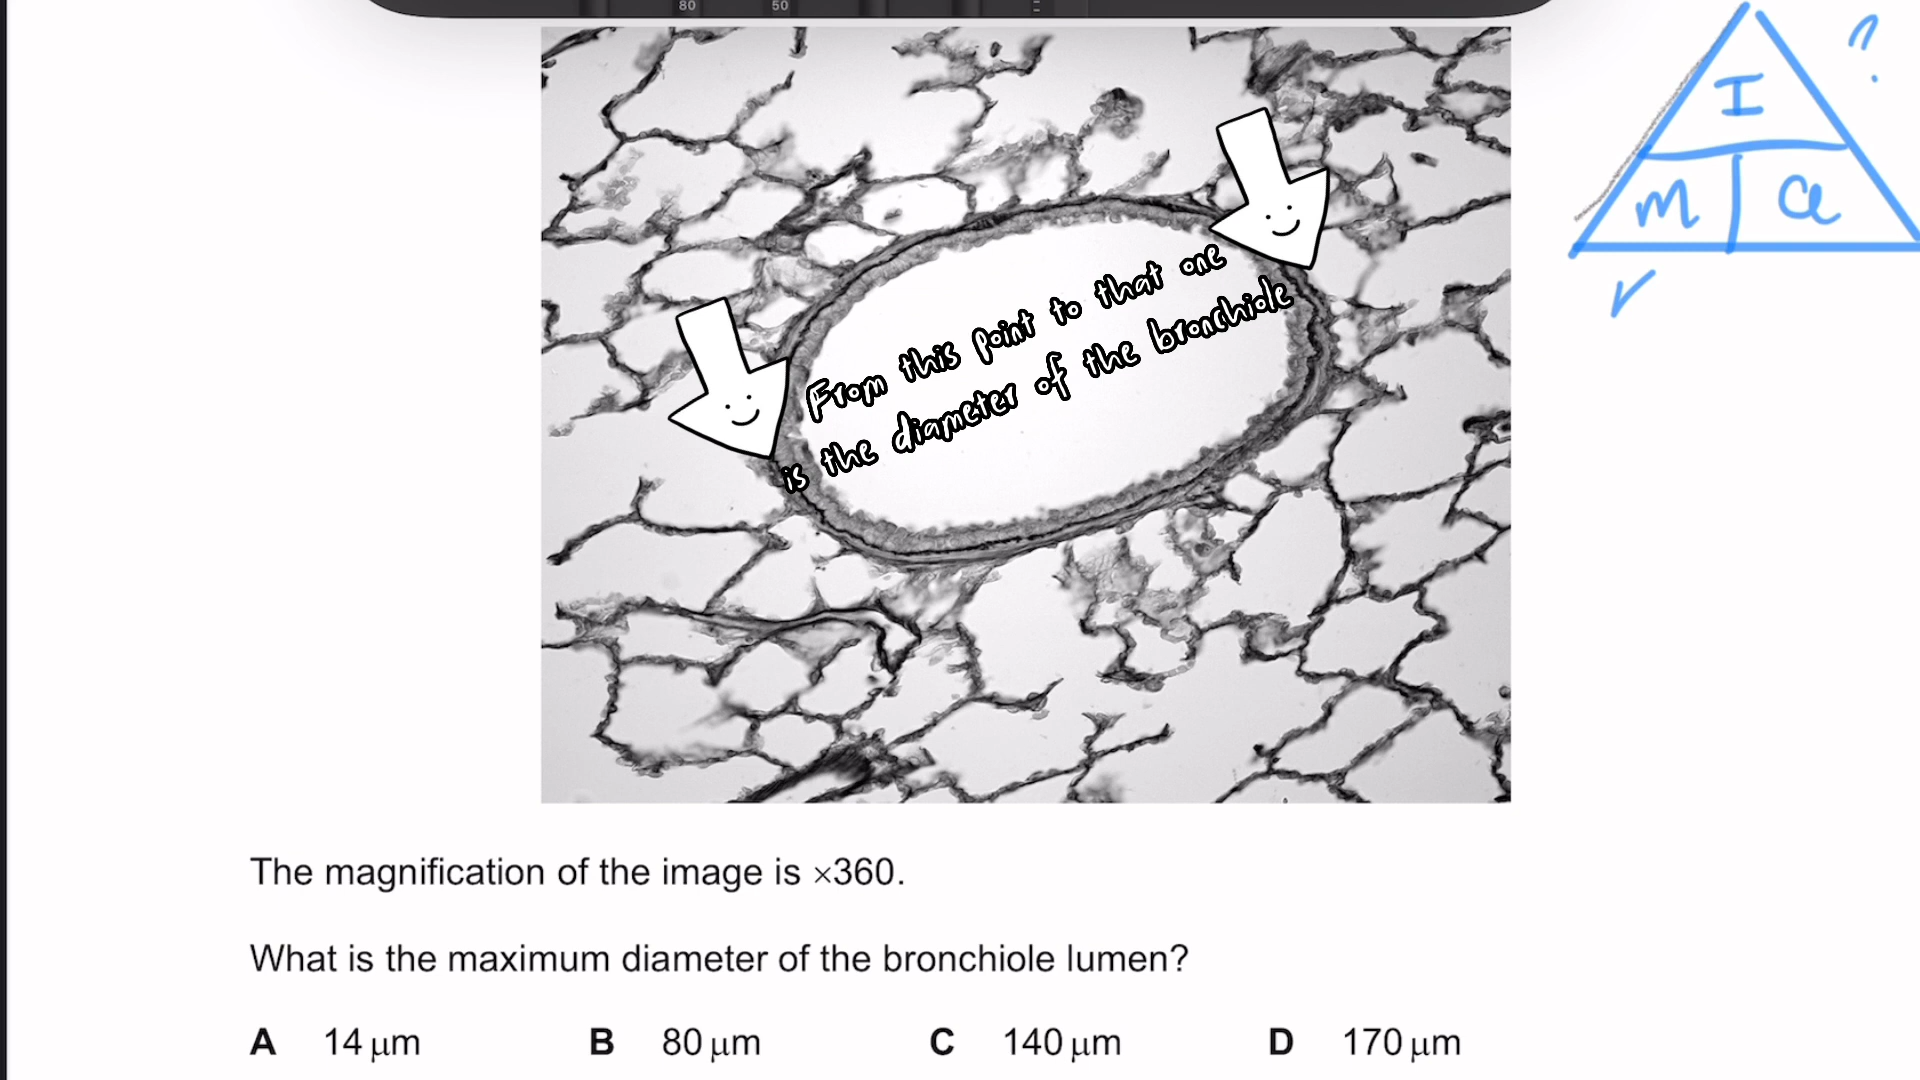 80 50
I
?
m a
From this point to that one
is the diameter of the bronchiole
The magnification of the image is ×360.
What is the maximum diameter of the bronchiole lumen?
A 14 μm B 80 μm C 140 μm D 170 μm